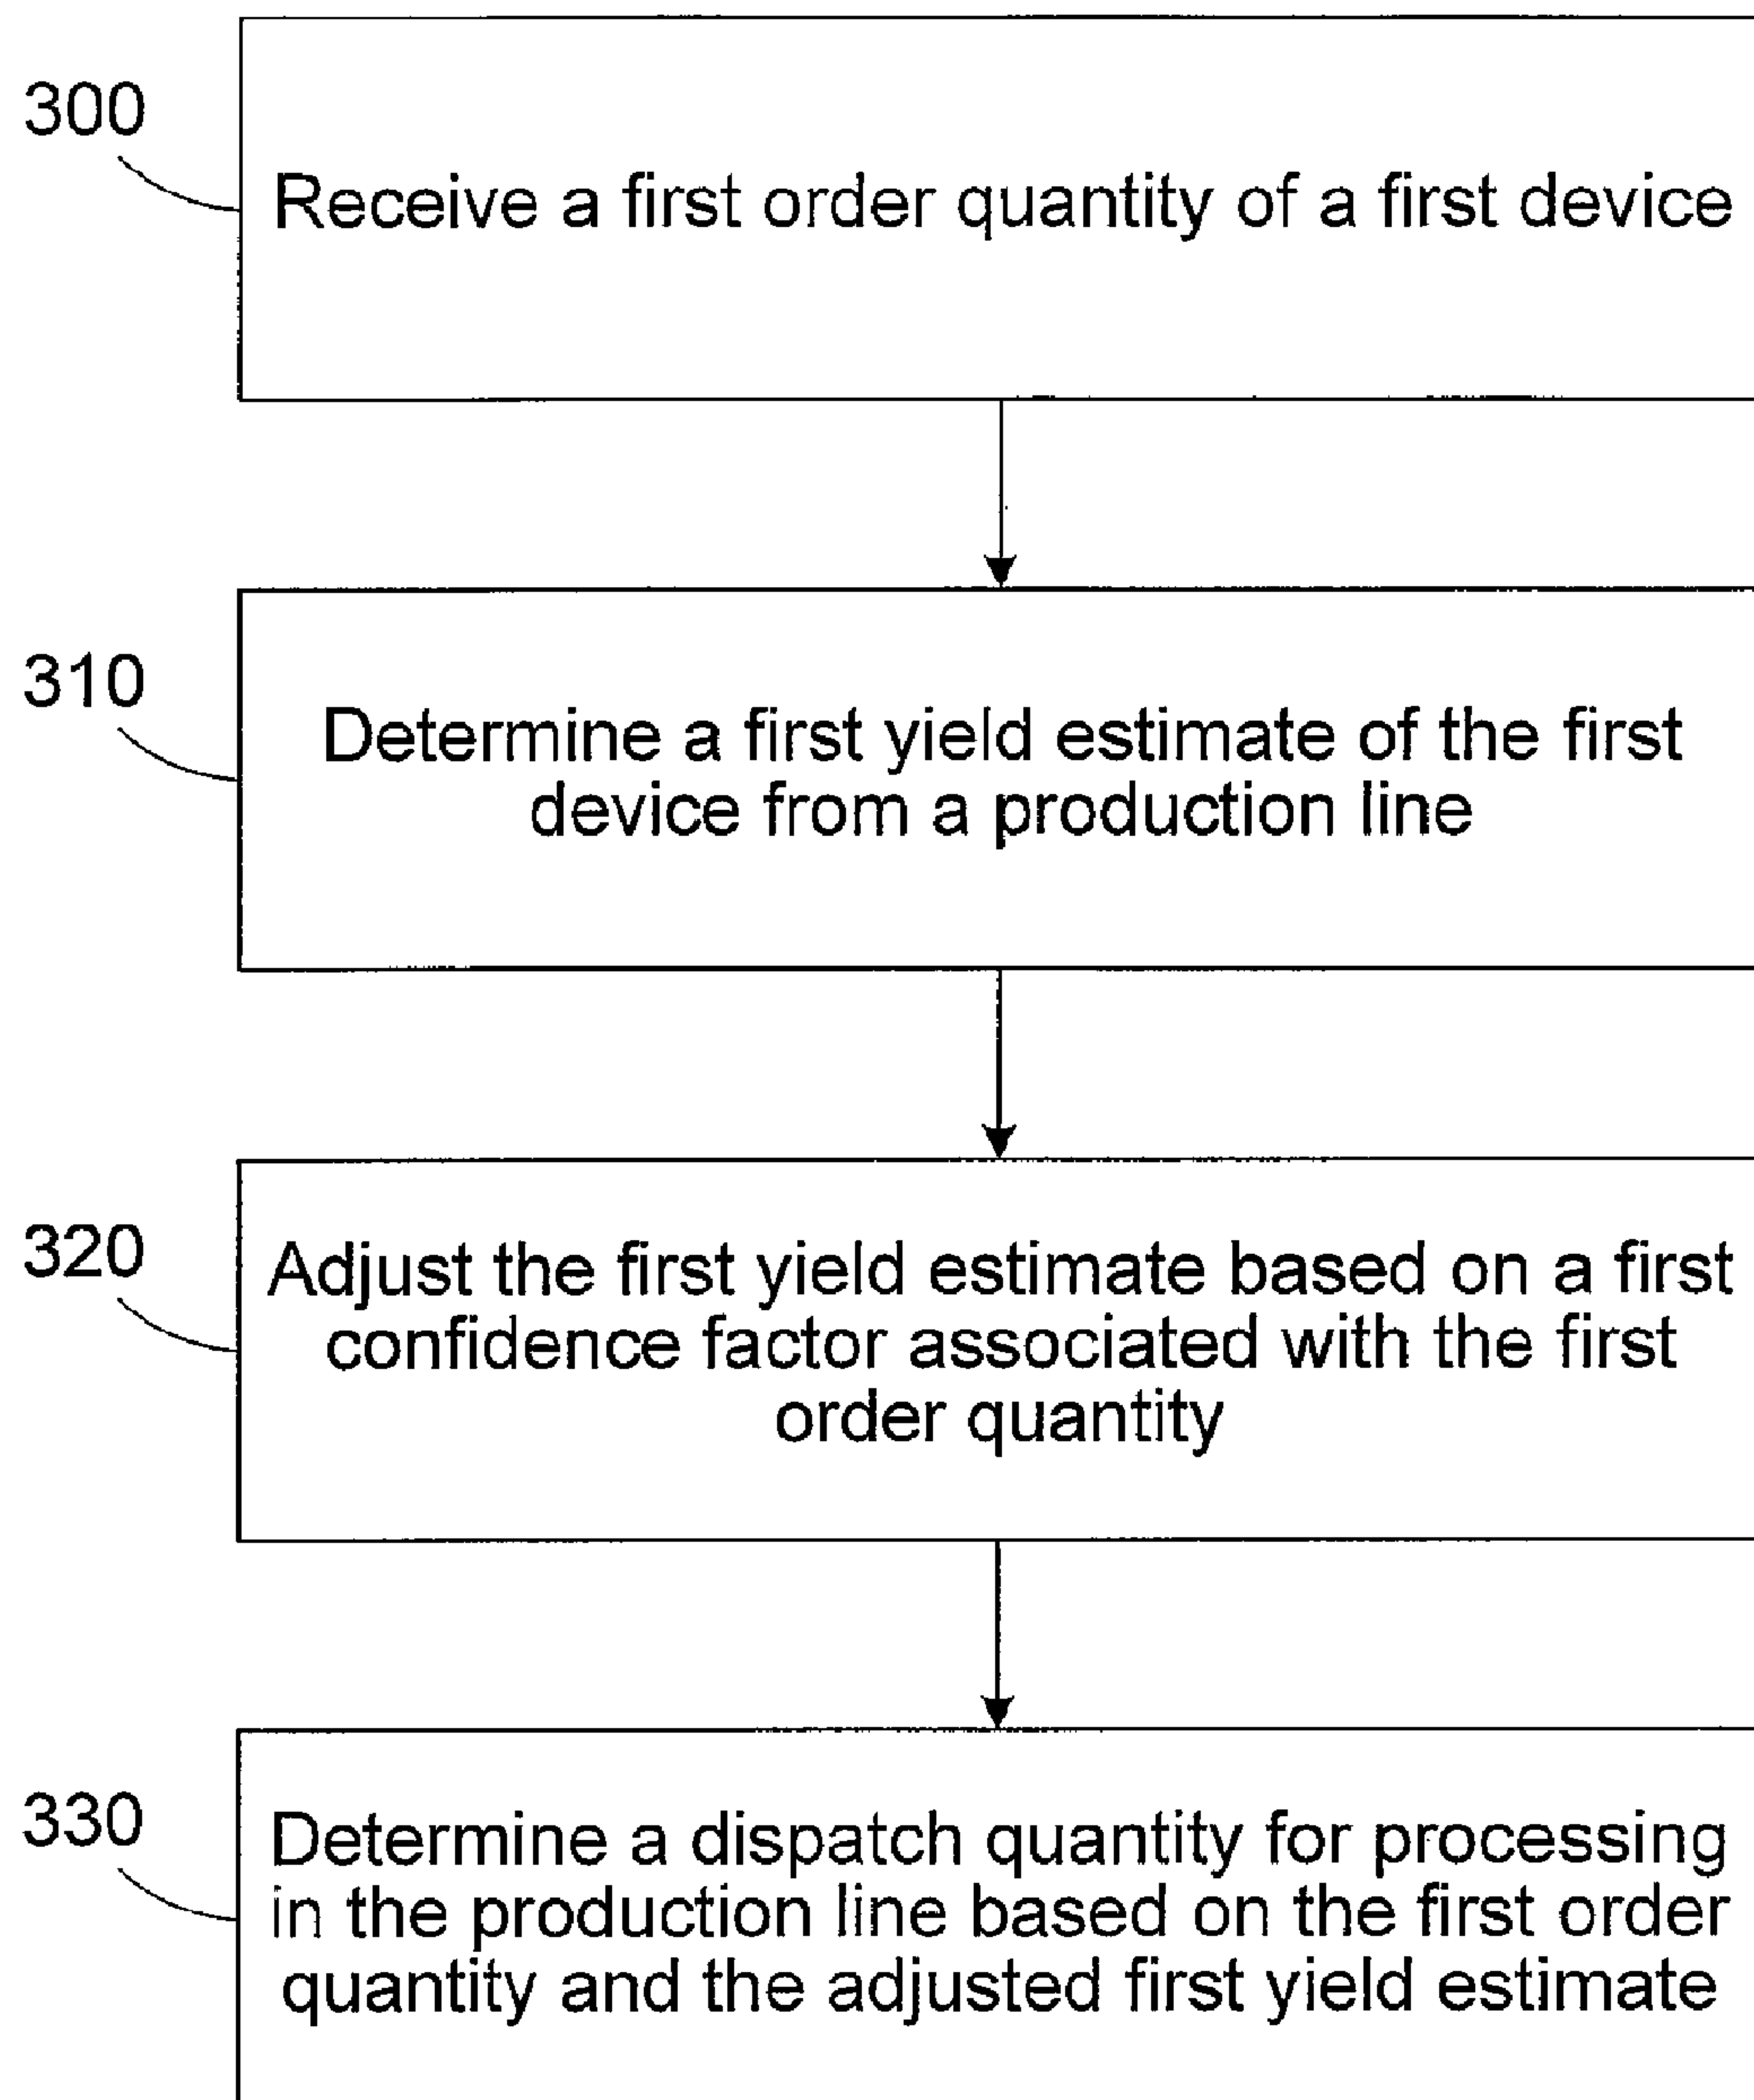 300
Receive a first order quantity of a first device
310
Determine a first yield estimate of the first
device from a production line
320
Adjust the first yield estimate based on a first
confidence factor associated with the first
order quantity
330
Determine a dispatch quantity for processing
in the production line based on the first order
quantity and the adjusted first yield estimate